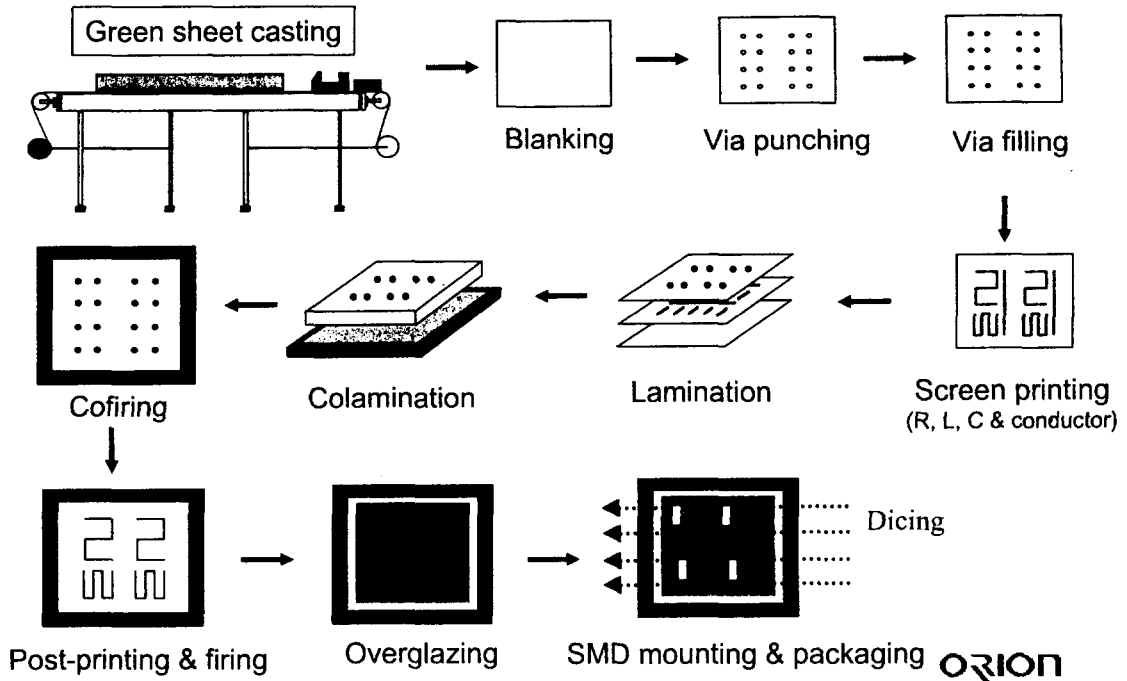 Green sheet casting
Blanking
Via punching
Via filling
Screen printing
(R, L, C & conductor)
Lamination
Colamination
Cofiring
Post-printing & firing
Overglazing
Dicing
SMD mounting & packaging
ORION